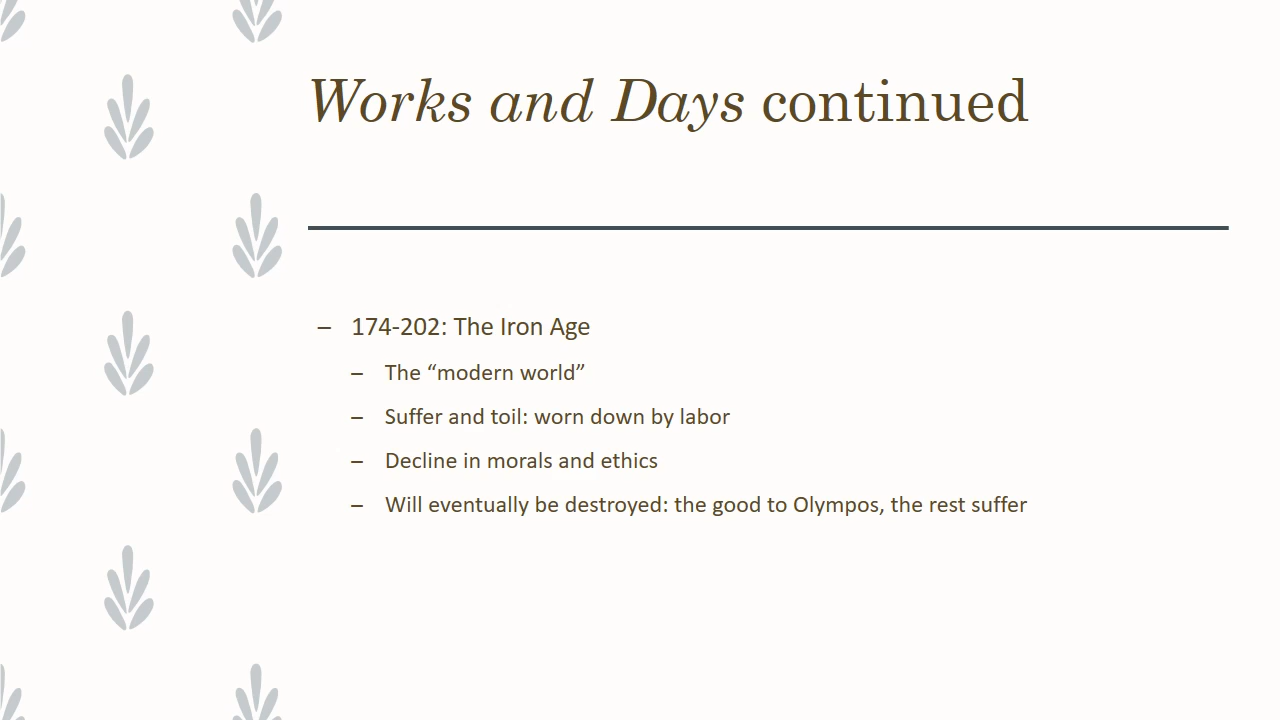 Works and Days continued
– 174-202: The Iron Age
– The “modern world”
– Suffer and toil: worn down by labor
– Decline in morals and ethics
– Will eventually be destroyed: the good to Olympos, the rest suffer